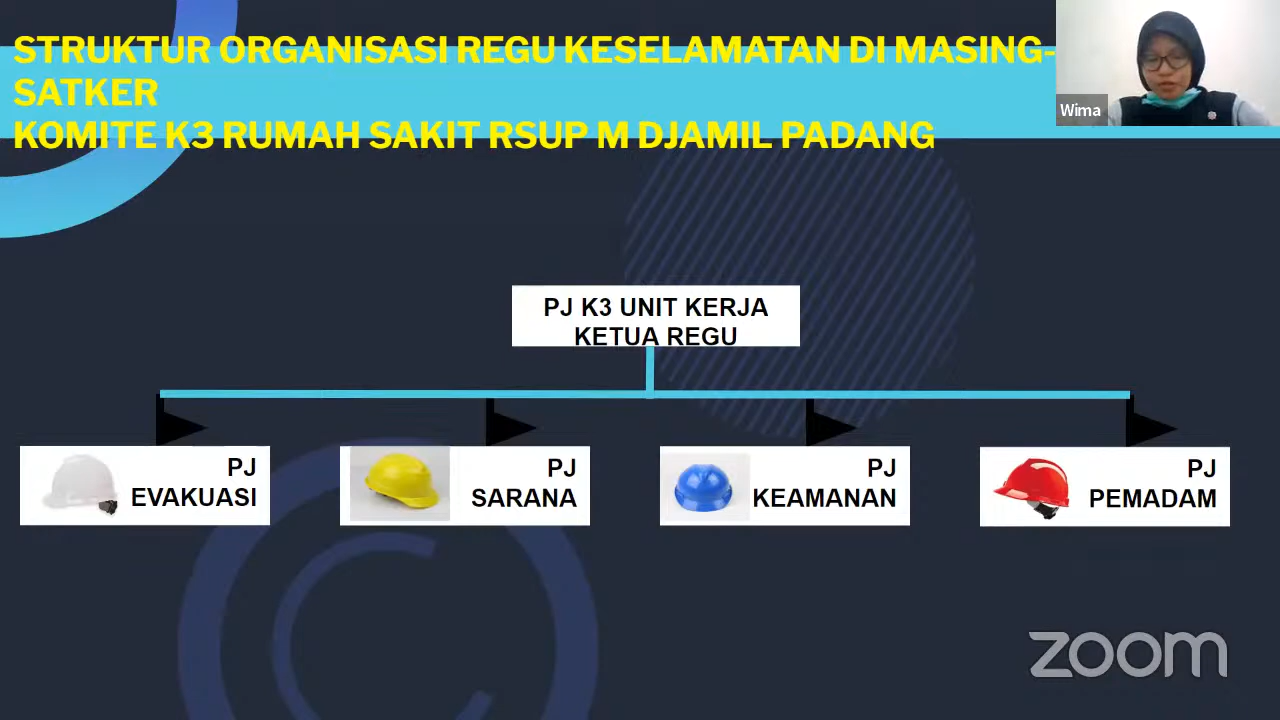 STRUKTUR ORGANISASI REGU KESELAMATAN DI MASING-
SATKER
KOMITE K3 RUMAH SAKIT RSUP M DJAMIL PADANG
Wima
PJ K3 UNIT KERJA
KETUA REGU
PJ
EVAKUASI
PJ
SARANA
PJ
KEAMANAN
PJ
PEMADAM
zoom